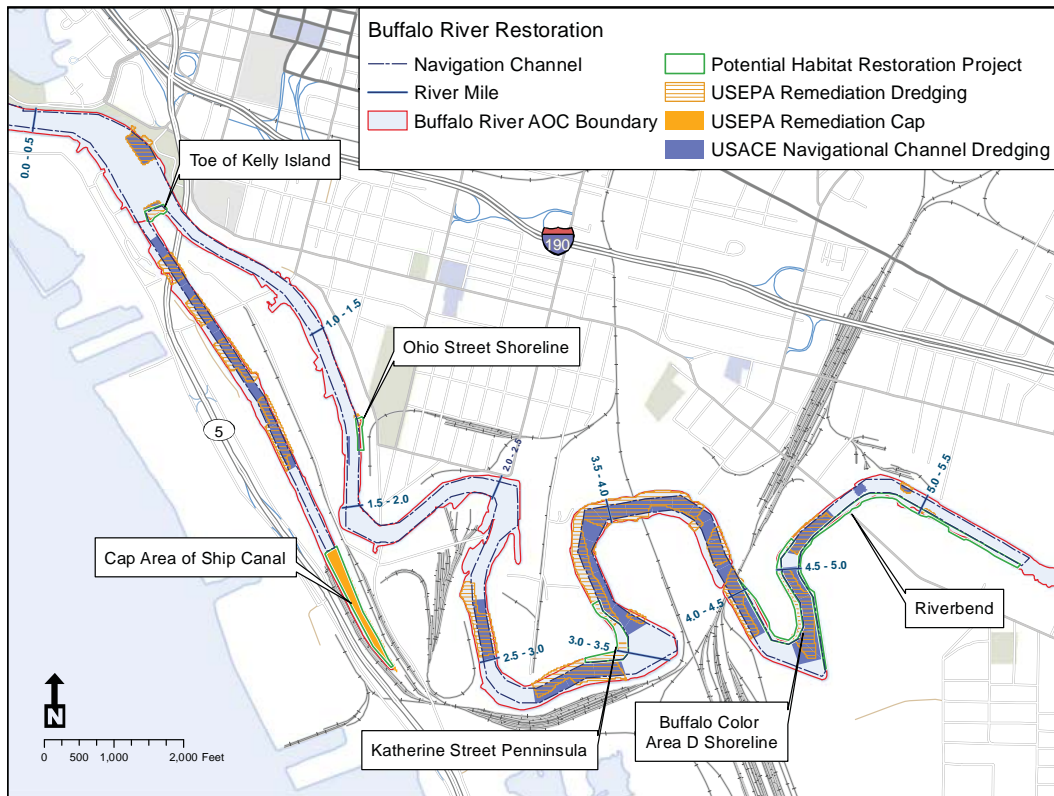 Buffalo River Restoration
Navigation Channel
River Mile
Buffalo River AOC Boundary
Potential Habitat Restoration Project
USEPA Remediation Dredging
USEPA Remediation Cap
USACE Navigational Channel Dredging
0.0 - 0.5
Toe of Kelly Island
190
1.0 - 1.5
Ohio Street Shoreline
5
2.0 - 2.5
3.5 - 4.0
5.0 - 5.5
1.5 - 2.0
Cap Area of Ship Canal
4.5 - 5.0
4.0 - 4.5
Riverbend
3.0 - 3.5
2.5 - 3.0
N
Katherine Street Penninsula
Buffalo Color
Area D Shoreline
0 500 1,000 2,000 Feet